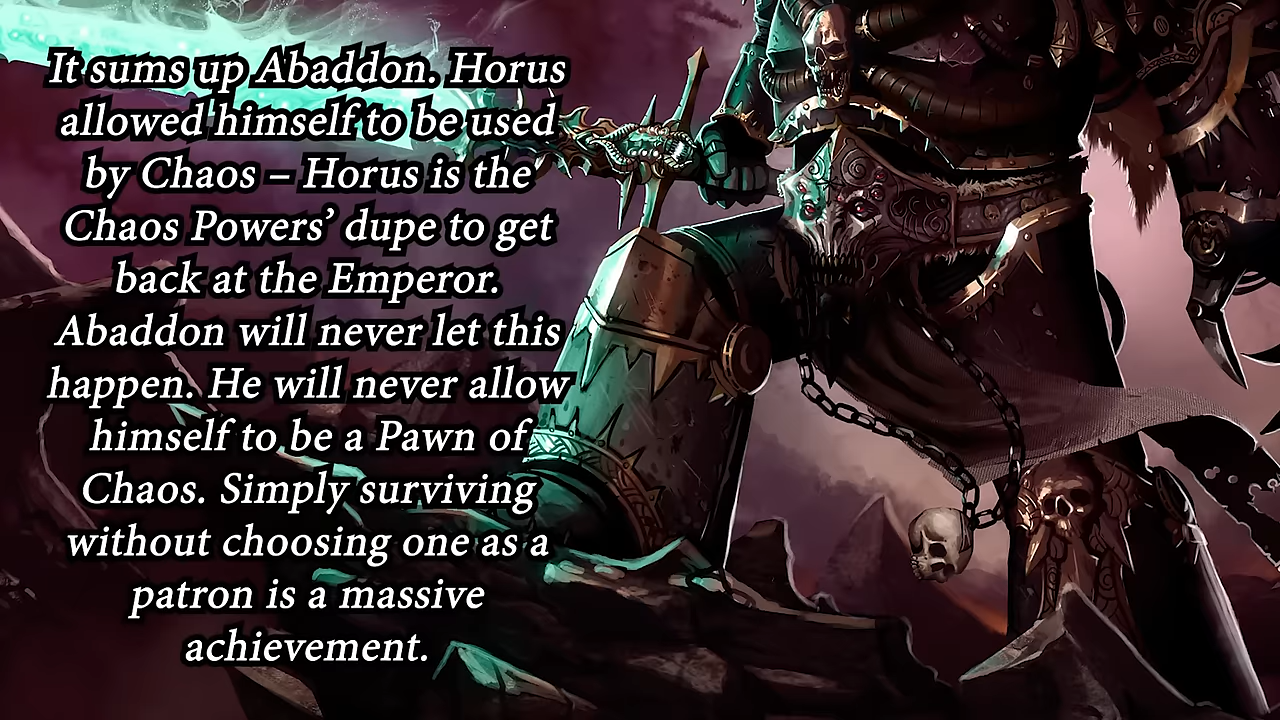 It sums up Abaddon. Horus
allowed himself to be used
by Chaos – Horus is the
Chaos Powers’ dupe to get
back at the Emperor.
Abaddon will never let this
happen. He will never allow
himself to be a Pawn of
Chaos. Simply surviving
without choosing one as a
patron is a massive
achievement.